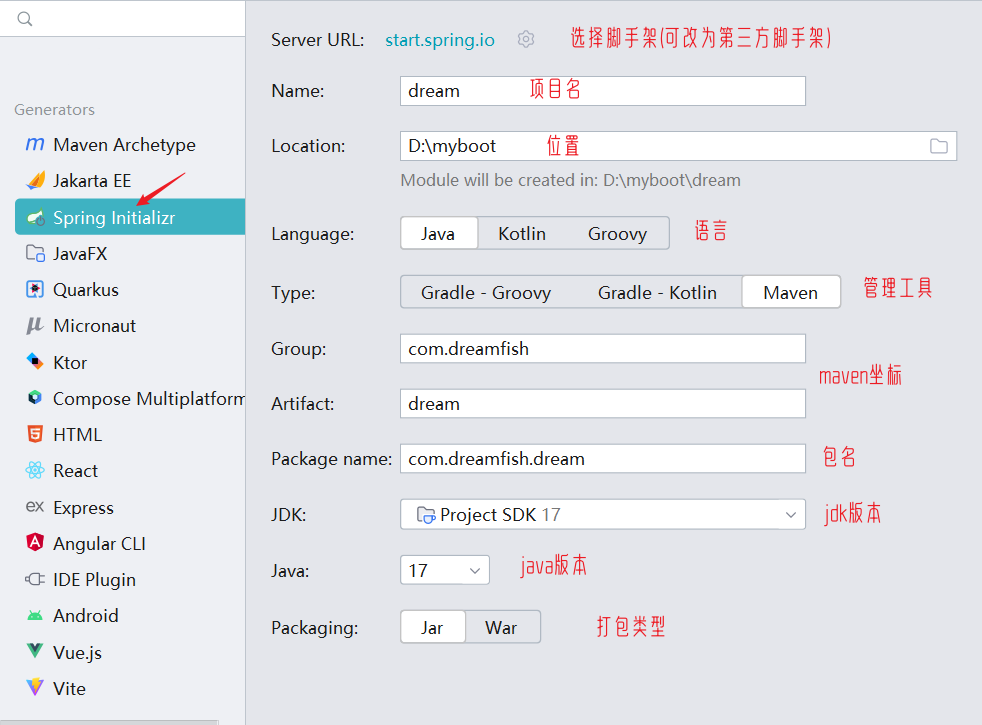 Generators
Maven Archetype
Jakarta EE
Spring Initializr
JavaFX
Quarkus
Micronaut
Ktor
Compose Multiplatform
HTML
React
Express
Angular CLI
IDE Plugin
Android
Vue.js
Vite
Server URL: start.spring.io 选择脚手架(可改为第三方脚手架)
Name: dream 项目名
Location: D:\myboot 位置
Module will be created in: D:\myboot\dream
Language: Java Kotlin Groovy 语言
Type: Gradle - Groovy Gradle - Kotlin Maven 管理工具
Group: com.dreamfish
maven坐标
Artifact: dream
Package name: com.dreamfish.dream 包名
JDK: Project SDK 17 jdk版本
Java: 17 java版本
Packaging: Jar War 打包类型